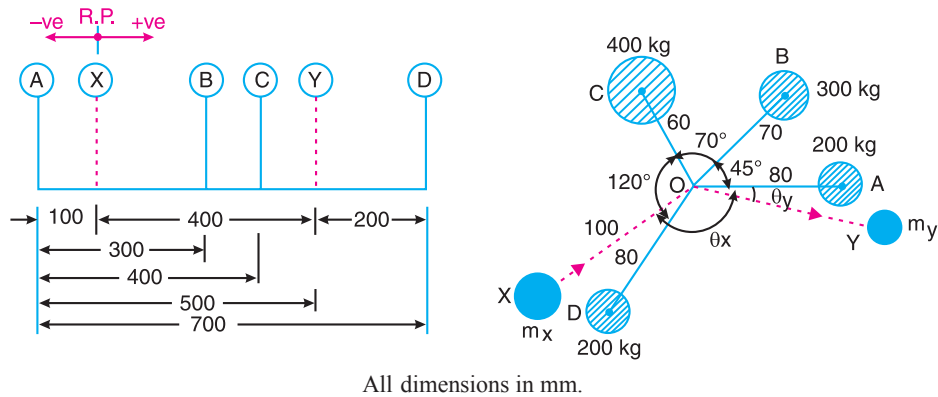 R.P.
–ve +ve
A X B C Y D
100 400 200
300
400
500
700
400 kg
C
B
300 kg
60
70
70°
200 kg
45°
80
A
120°
O
θy
my
Y
100
θx
80
X
mx
D
200 kg
All dimensions in mm.